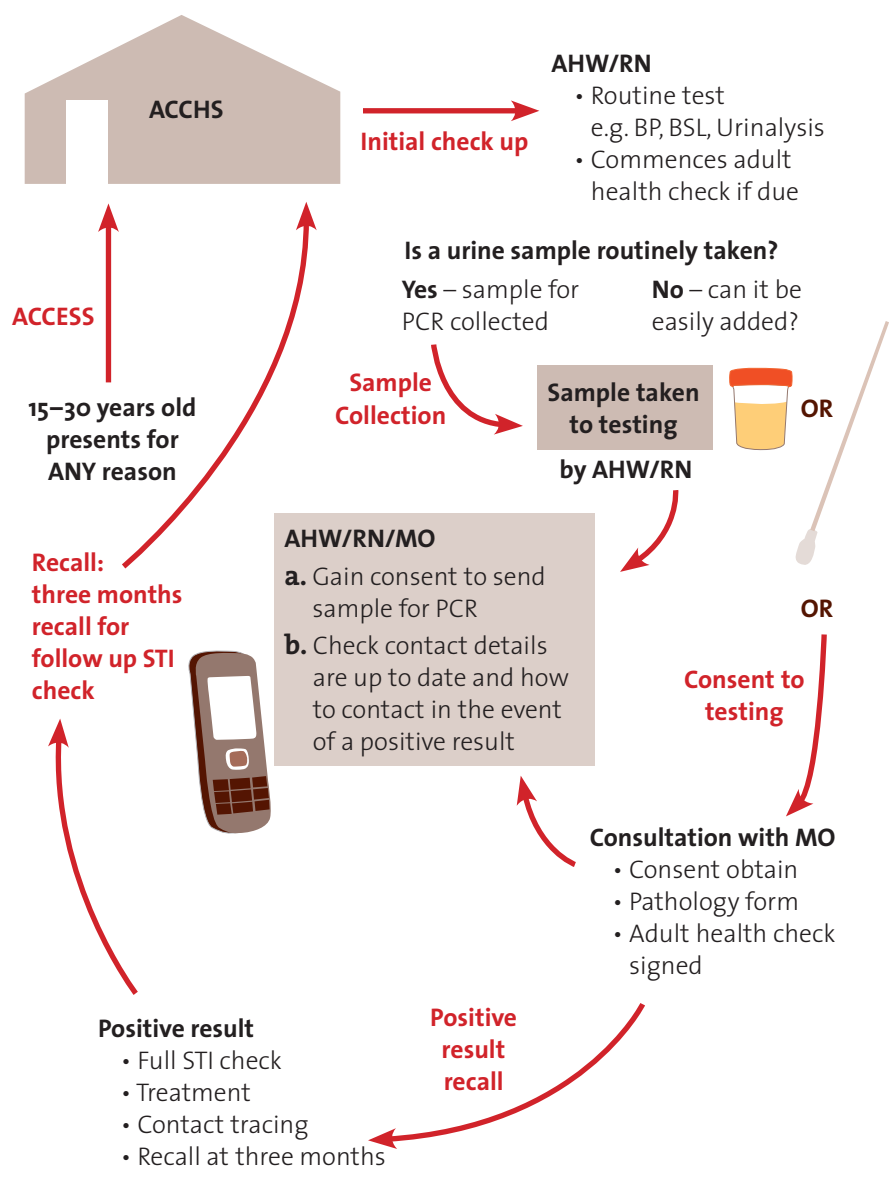 ACCHS
Initial check up
AHW/RN
• Routine test
e.g. BP, BSL, Urinalysis
• Commences adult
health check if due
Is a urine sample routinely taken?
Yes – sample for
PCR collected
No – can it be
easily added?
ACCESS
15–30 years old
presents for
ANY reason
Sample
Collection
Sample taken
to testing
by AHW/RN
OR
OR
AHW/RN/MO
a. Gain consent to send
sample for PCR
b. Check contact details
are up to date and how
to contact in the event
of a positive result
Recall:
three months
recall for
follow up STI
check
Consent to
testing
Consultation with MO
• Consent obtain
• Pathology form
• Adult health check
signed
Positive
result
recall
Positive result
• Full STI check
• Treatment
• Contact tracing
• Recall at three months